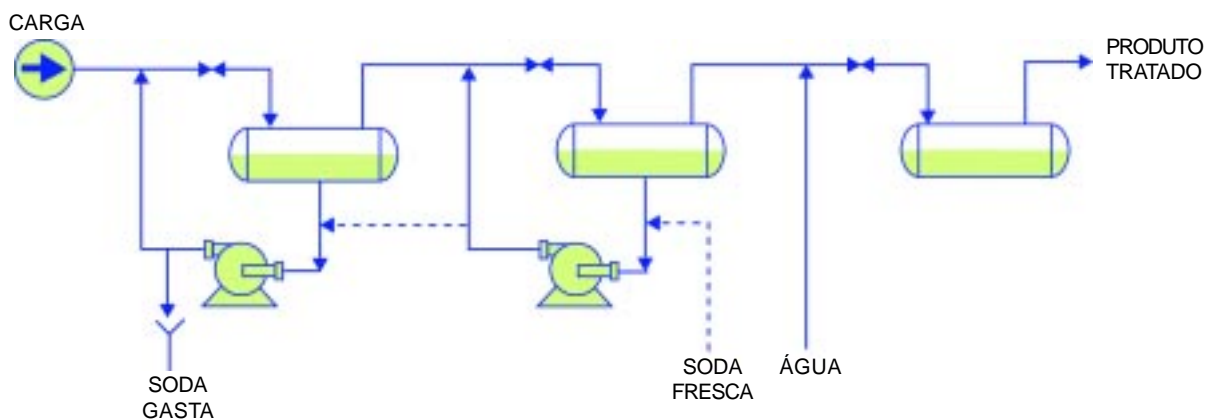 CARGA
PRODUTO
TRATADO
SODA
GASTA
SODA
FRESCA
ÁGUA